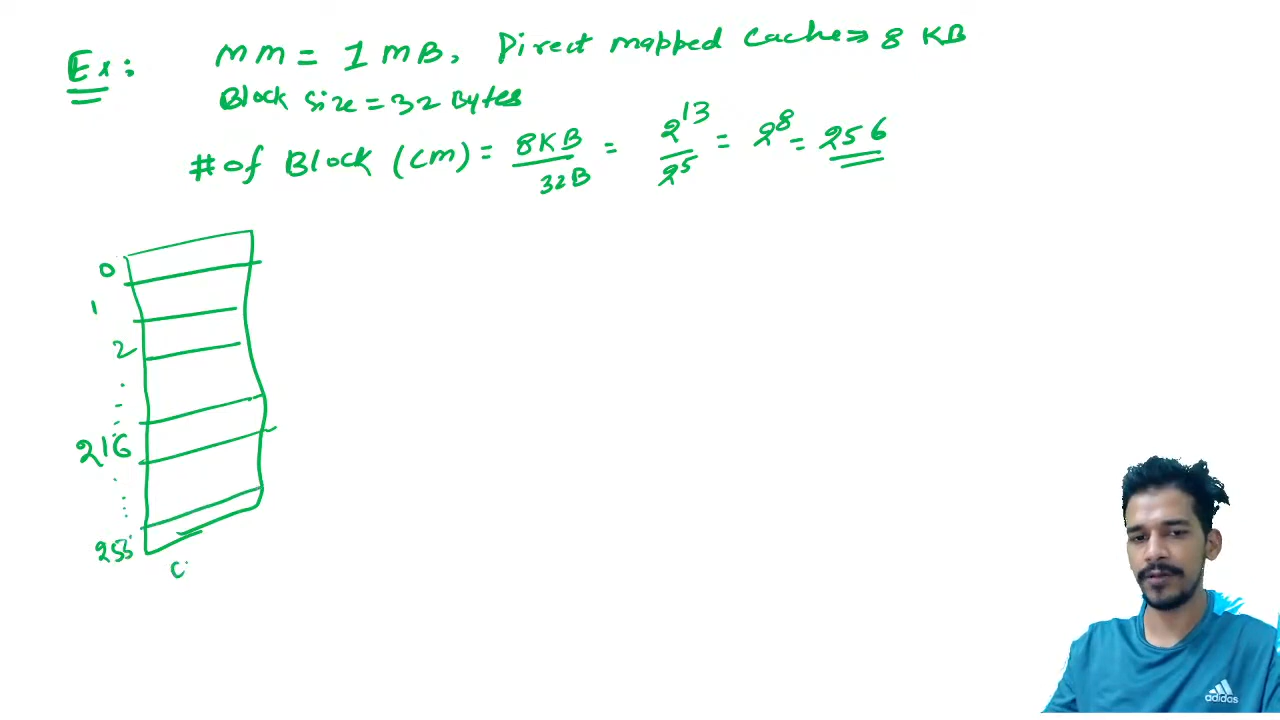 Ex: MM = 1 MB, Direct mapped Cache ⇒ 8 KB
Block Size = 32 Bytes
# of Block (CM) = 8KB / 32B = 2^13 / 2^5 = 2^8 = 256
0
1
2
216
255
C
adidas